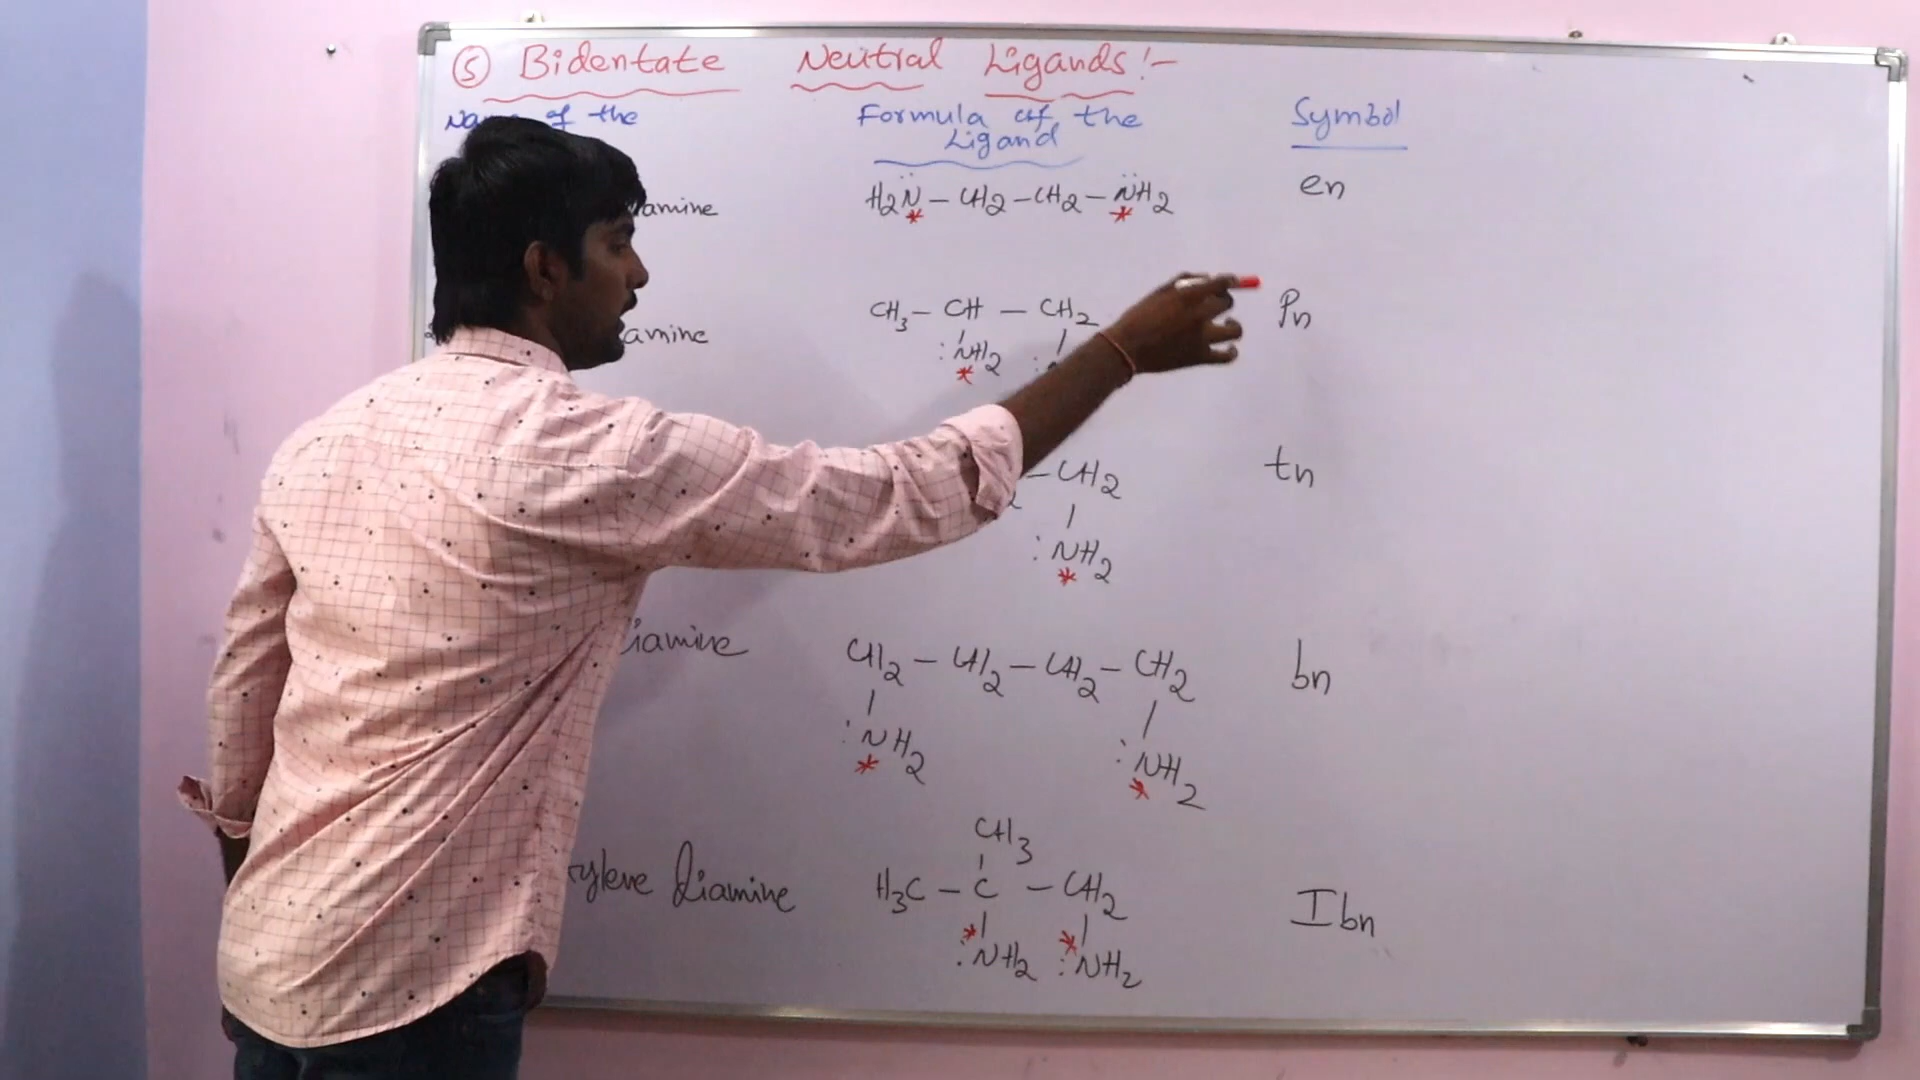 ⑤ Bidentate Neutral Ligands!-
of the Formula of the Symbol
Ligand
amine H2N̈ - CH2 - CH2 - N̈H2 en
* *
amine CH3 - CH - CH2 Pn
:NH2 :
*
- CH2 tn
:NH2
*
iamine CH2 - CH2 - CH2 - CH2 bn
:NH2 :NH2
* *
CH3
ylene diamine H3C - C - CH2 Ibn
* *
:NH2 :NH2